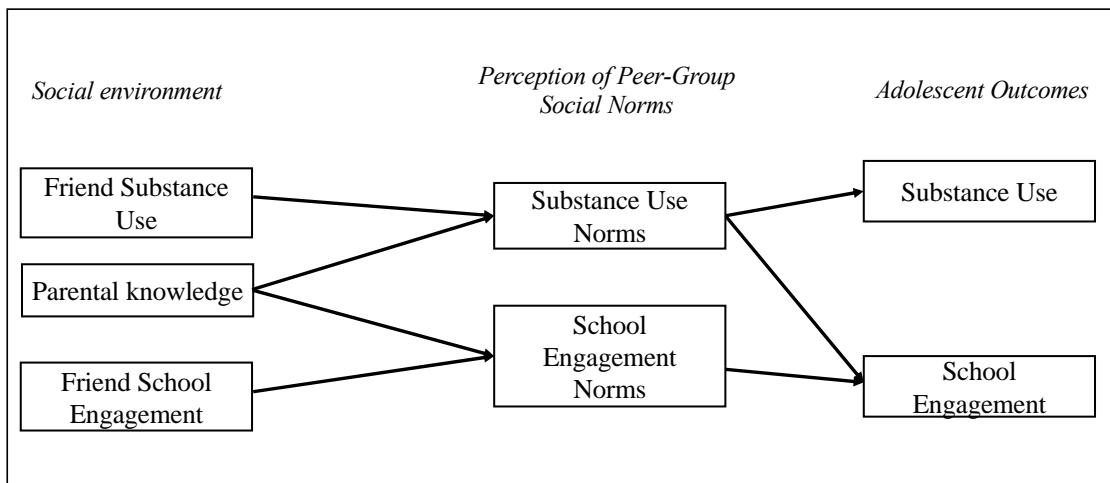 Social environment
Perception of Peer-Group
Social Norms
Adolescent Outcomes
Friend Substance
Use
Parental knowledge
Friend School
Engagement
Substance Use
Norms
School
Engagement
Norms
Substance Use
School
Engagement